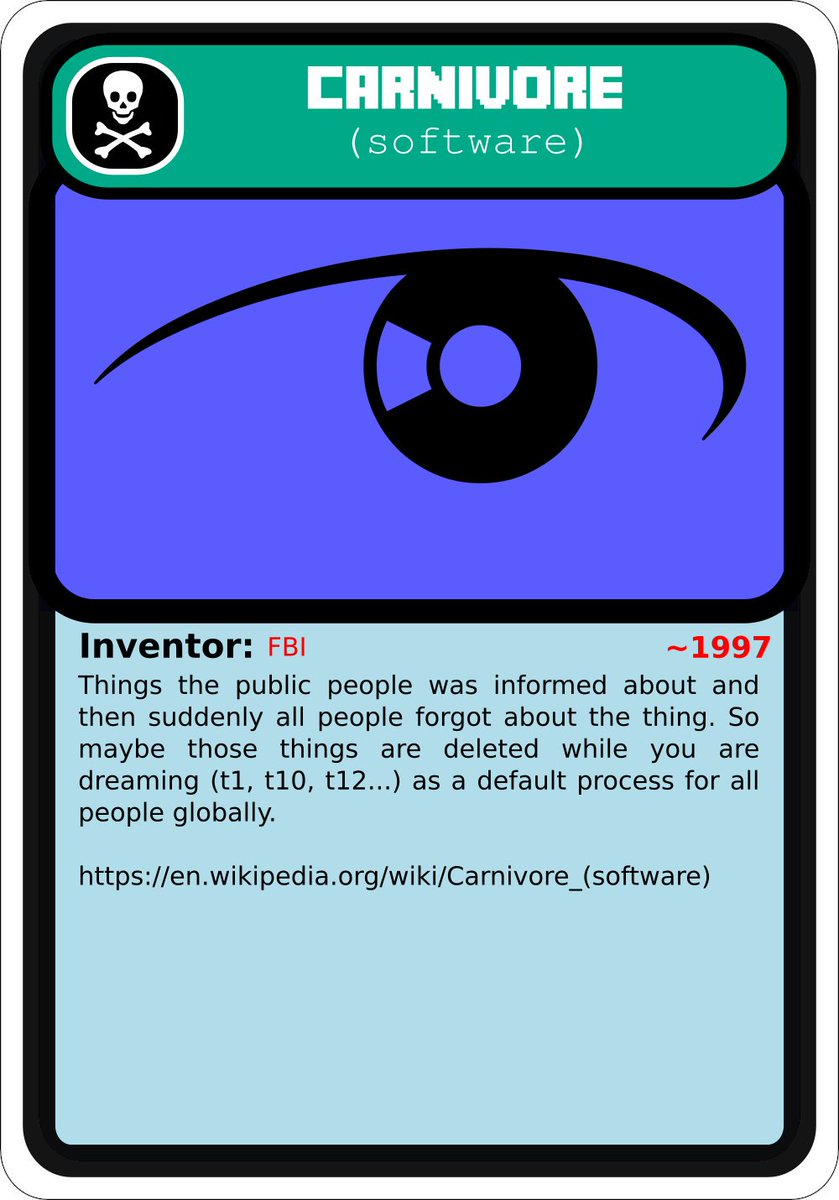 CARNIVORE
(software)
Inventor: FBI ~1997
Things the public people was informed about and
then suddenly all people forgot about the thing. So
maybe those things are deleted while you are
dreaming (t1, t10, t12...) as a default process for all
people globally.
https://en.wikipedia.org/wiki/Carnivore_(software)